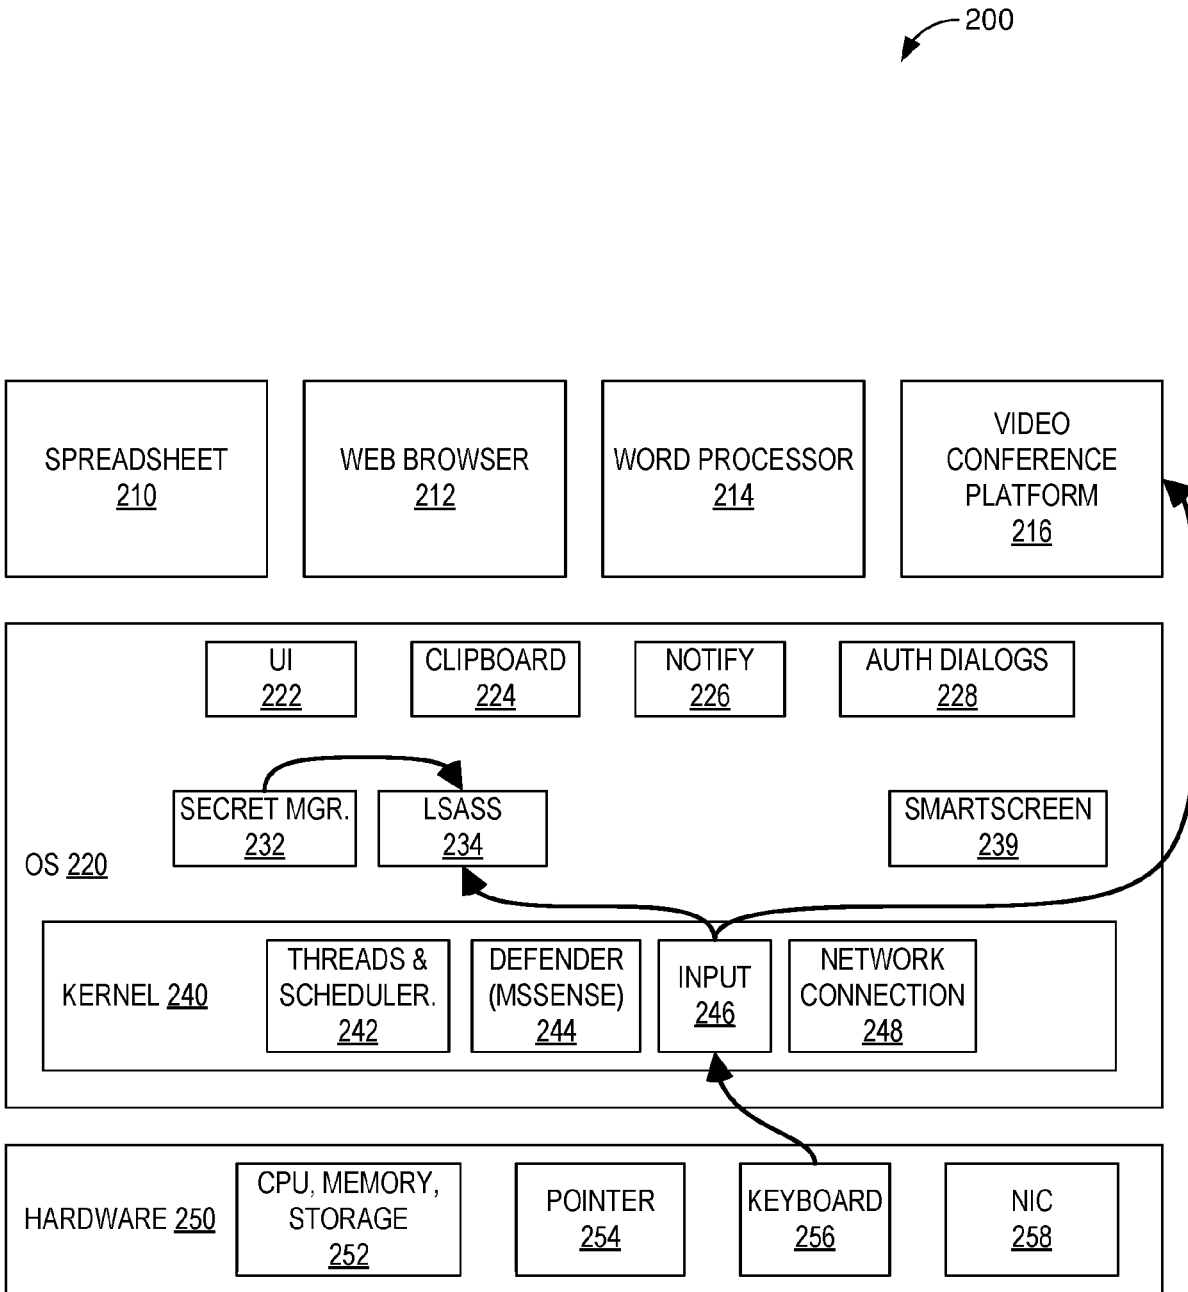 200
SPREADSHEET
210
WEB BROWSER
212
WORD PROCESSOR
214
VIDEO
CONFERENCE
PLATFORM
216
UI
222
CLIPBOARD
224
NOTIFY
226
AUTH DIALOGS
228
SECRET MGR.
232
LSASS
234
SMARTSCREEN
239
OS 220
KERNEL 240
THREADS &
SCHEDULER.
242
DEFENDER
(MSSENSE)
244
INPUT
246
NETWORK
CONNECTION
248
HARDWARE 250
CPU, MEMORY,
STORAGE
252
POINTER
254
KEYBOARD
256
NIC
258